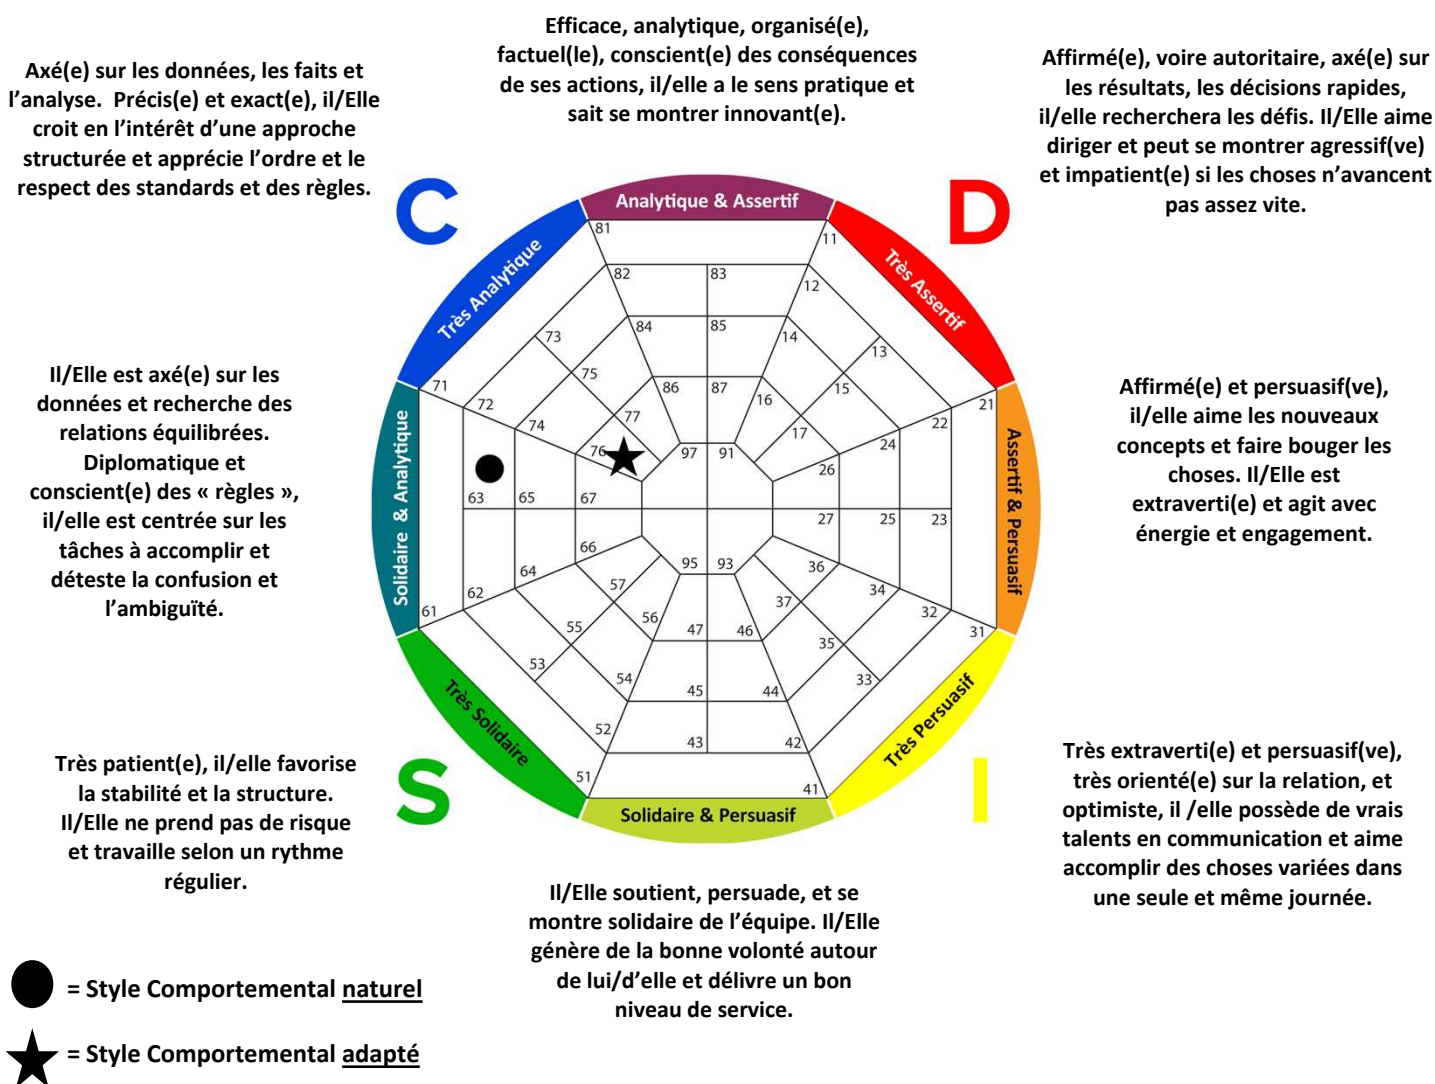 Efficace, analytique, organisé(e),
factuel(le), conscient(e) des conséquences
de ses actions, il/elle a le sens pratique et
sait se montrer innovant(e).
Axé(e) sur les données, les faits et
l’analyse. Précis(e) et exact(e), il/Elle
croit en l’intérêt d’une approche
structurée et apprécie l’ordre et le
respect des standards et des règles.
Affirmé(e), voire autoritaire, axé(e) sur
les résultats, les décisions rapides,
il/elle recherchera les défis. Il/Elle aime
diriger et peut se montrer agressif(ve)
et impatient(e) si les choses n’avancent
pas assez vite.
C
D
Analytique & Assertif
Très Analytique
Très Assertif
81
11
82
83
12
73
84
85
14
13
71
75
86
87
15
72
77
16
21
74
17
22
76
97
91
24
26
63
65
67
27
25
23
66
95
93
36
64
57
34
62
56
37
32
61
55
47
46
35
31
53
54
45
44
33
52
43
42
51
41
Solidaire & Analytique
Assertif & Persuasif
Il/Elle est axé(e) sur les
données et recherche des
relations équilibrées.
Diplomatique et
conscient(e) des « règles »,
il/elle est centrée sur les
tâches à accomplir et
déteste la confusion et
l’ambiguïté.
Affirmé(e) et persuasif(ve),
il/elle aime les nouveaux
concepts et faire bouger les
choses. Il/Elle est
extraverti(e) et agit avec
énergie et engagement.
Très Solidaire
Très Persuasif
Solidaire & Persuasif
S
I
Très patient(e), il/elle favorise
la stabilité et la structure.
Il/Elle ne prend pas de risque
et travaille selon un rythme
régulier.
Très extraverti(e) et persuasif(ve),
très orienté(e) sur la relation, et
optimiste, il /elle possède de vrais
talents en communication et aime
accomplir des choses variées dans
une seule et même journée.
Il/Elle soutient, persuade, et se
montre solidaire de l’équipe. Il/Elle
génère de la bonne volonté autour
de lui/d’elle et délivre un bon
niveau de service.
= Style Comportemental naturel
= Style Comportemental adapté